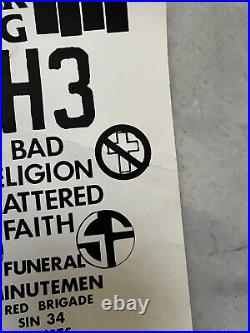 G
H3
BAD
ELIGION
ATTERED
FAITH
FUNERAL
INUTEMEN
RED BRIGADE
SIN 34